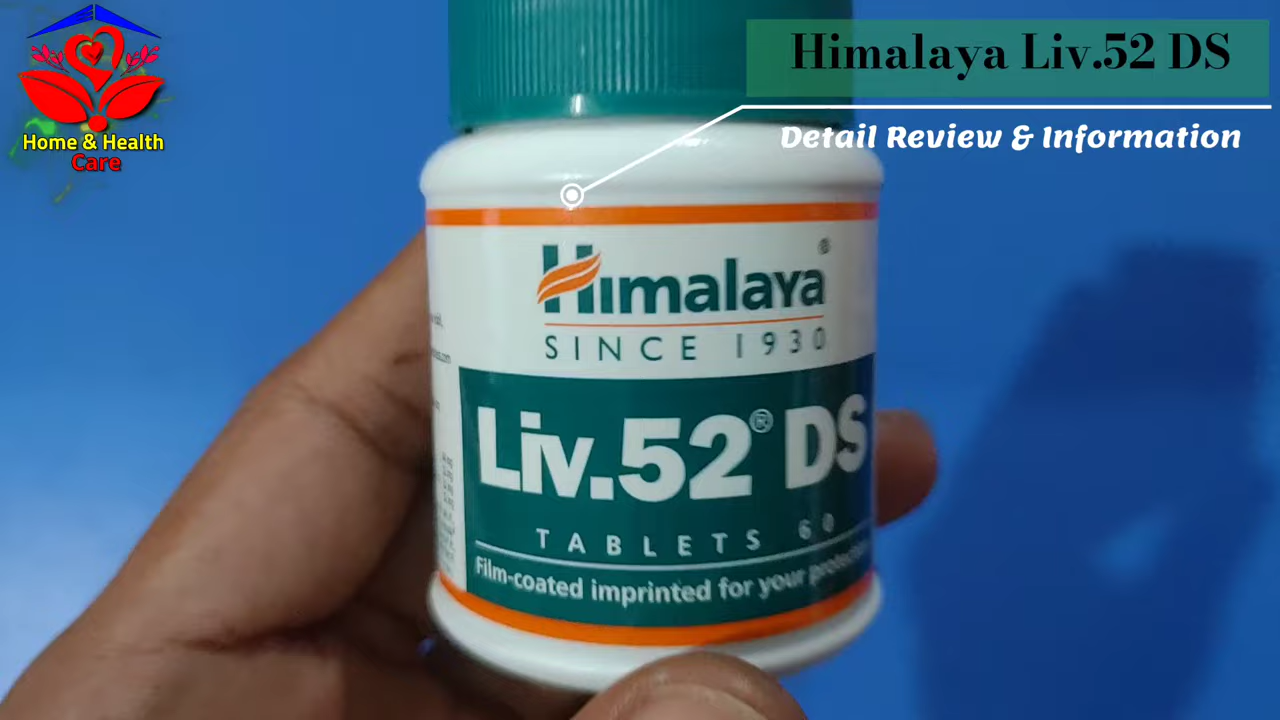 Home & Health
Care
Himalaya Liv.52 DS
Detail Review & Information
Himalaya®
SINCE 1930
Liv.52® DS
TABLETS 60
Film-coated imprinted for your protection